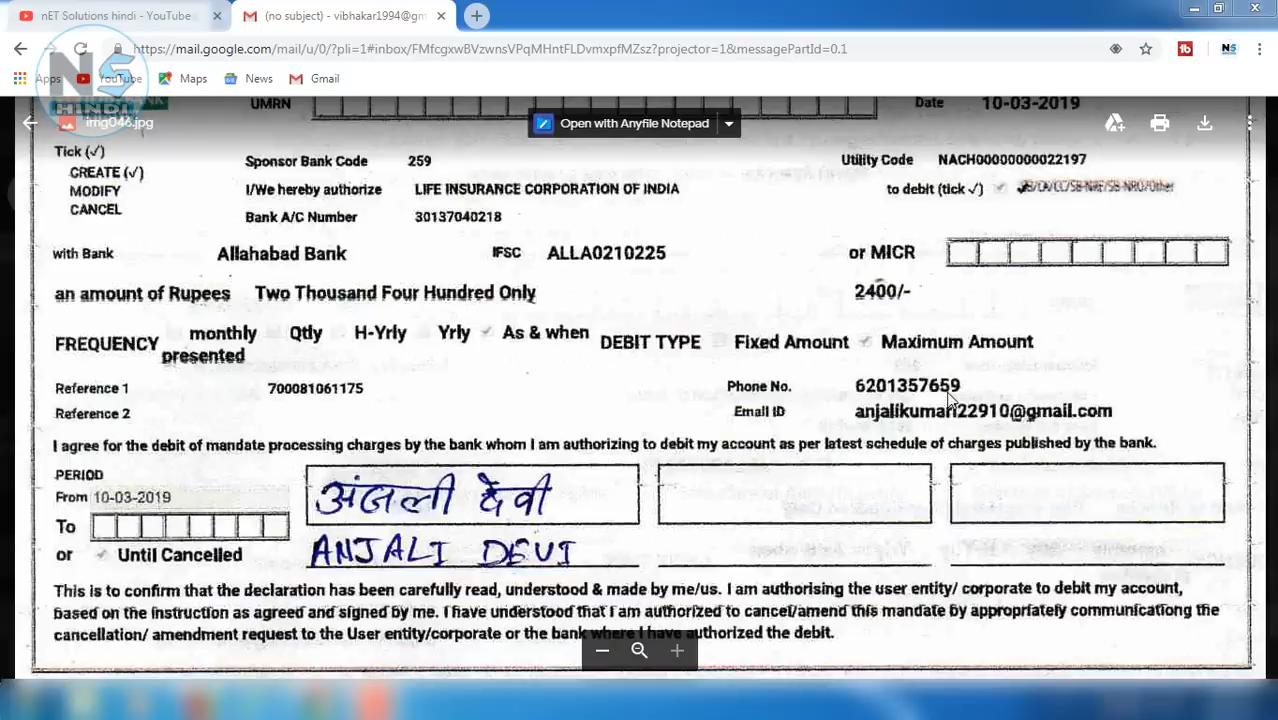 nET Solutions hindi - YouTube
(no subject) - vibhakar1994@gm
https://mail.google.com/mail/u/0/?pli=1#inbox/FMfcgxwBVzwnsVPqMHntFLDvmxpfMZsz?projector=1&messagePartId=0.1
Apps YouTube Maps News Gmail
NS
HINDI
UMRN Date 10-03-2019
img046.jpg Open with Anyfile Notepad
Tick (✓)
CREATE (✓)
MODIFY
CANCEL
Sponsor Bank Code 259 Utility Code NACH00000000022197
I/We hereby authorize LIFE INSURANCE CORPORATION OF INDIA to debit (tick ✓) SB/CA/CC/SB-NRE/SB-NRO/Other
Bank A/C Number 30137040218
with Bank Allahabad Bank IFSC ALLA0210225 or MICR
an amount of Rupees Two Thousand Four Hundred Only 2400/-
FREQUENCY monthly Qtly H-Yrly Yrly As & when presented DEBIT TYPE Fixed Amount Maximum Amount
Reference 1 700081061175 Phone No. 6201357659
Reference 2 Email ID anjalikumari22910@gmail.com
I agree for the debit of mandate processing charges by the bank whom I am authorizing to debit my account as per latest schedule of charges published by the bank.
PERIOD
From 10-03-2019
To
or Until Cancelled
अंजली देवी
ANJALI DEVI
This is to confirm that the declaration has been carefully read, understood & made by me/us. I am authorising the user entity/ corporate to debit my account,
based on the instruction as agreed and signed by me. I have understood that I am authorized to cancel/amend this mandate by appropriately communicationg the
cancellation/ amendment request to the User entity/corporate or the bank where I have authorized the debit.